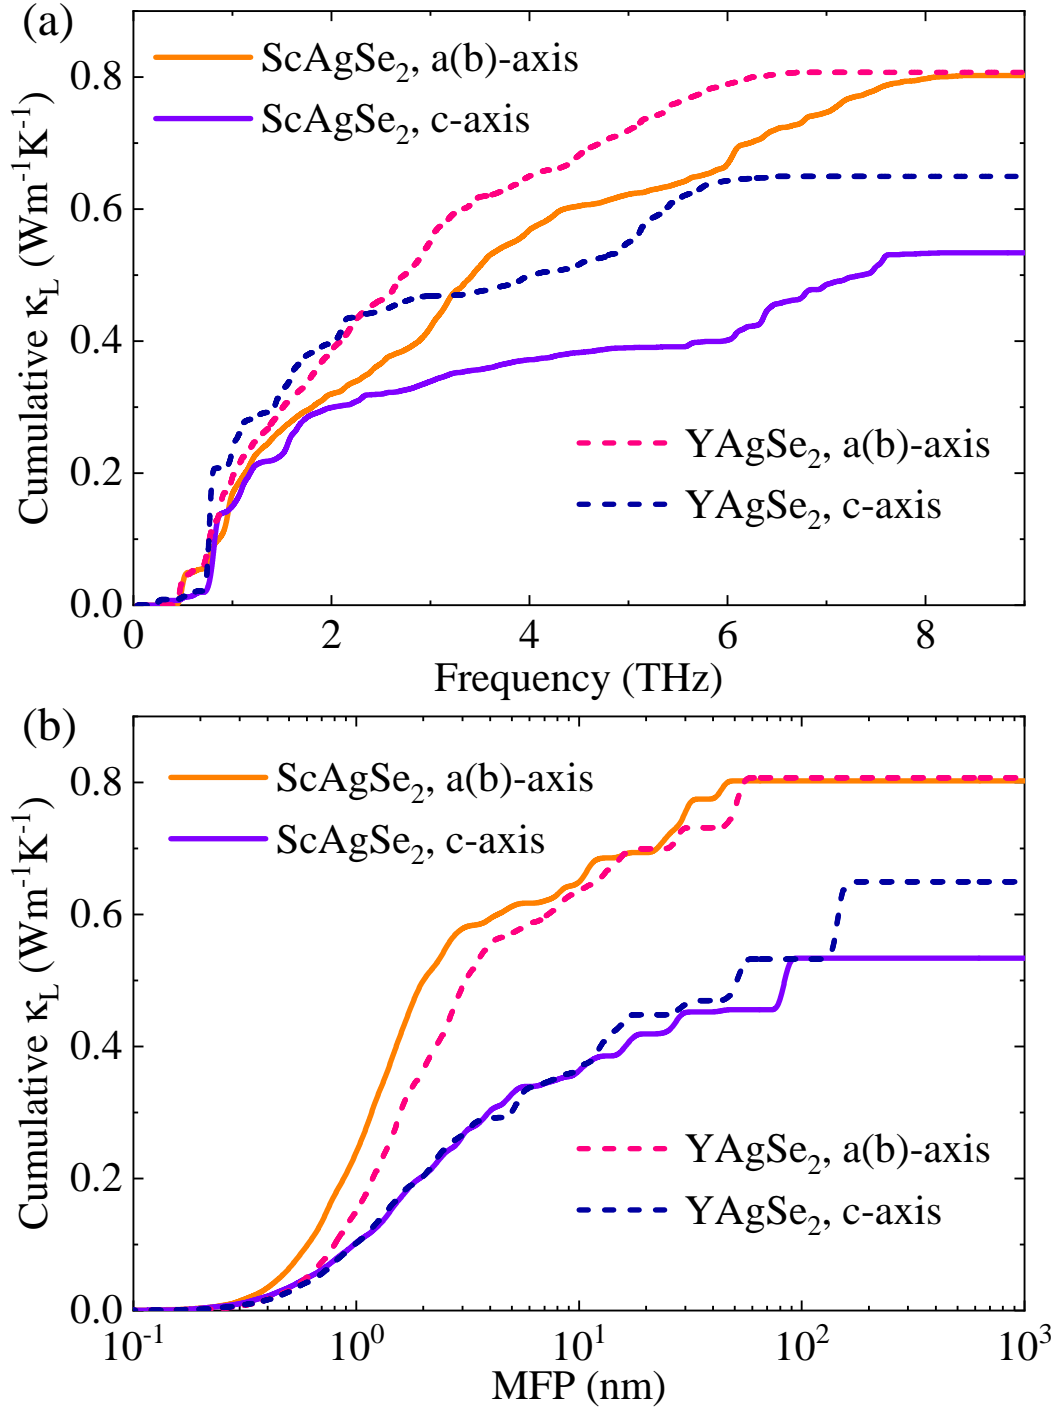 (a)
ScAgSe₂, a(b)-axis
ScAgSe₂, c-axis
YAgSe₂, a(b)-axis
YAgSe₂, c-axis
Cumulative κ_L (Wm⁻¹K⁻¹)
0.8
0.6
0.4
0.2
0.0
0 2 4 6 8
Frequency (THz)
(b)
ScAgSe₂, a(b)-axis
ScAgSe₂, c-axis
YAgSe₂, a(b)-axis
YAgSe₂, c-axis
Cumulative κ_L (Wm⁻¹K⁻¹)
0.8
0.6
0.4
0.2
0.0
10⁻¹ 10⁰ 10¹ 10² 10³
MFP (nm)